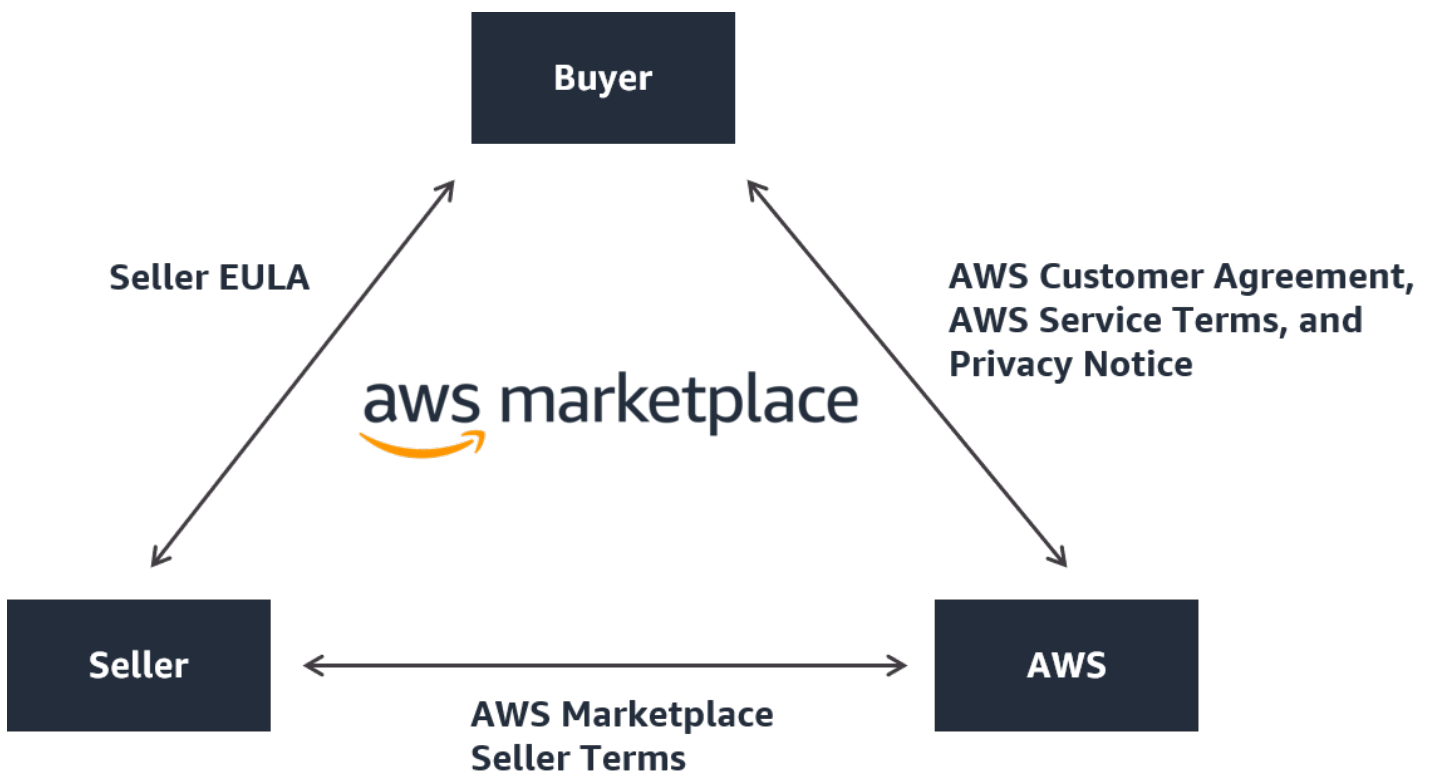 Buyer
Seller EULA
AWS Customer Agreement,
AWS Service Terms, and
Privacy Notice
aws marketplace
Seller
AWS
AWS Marketplace
Seller Terms